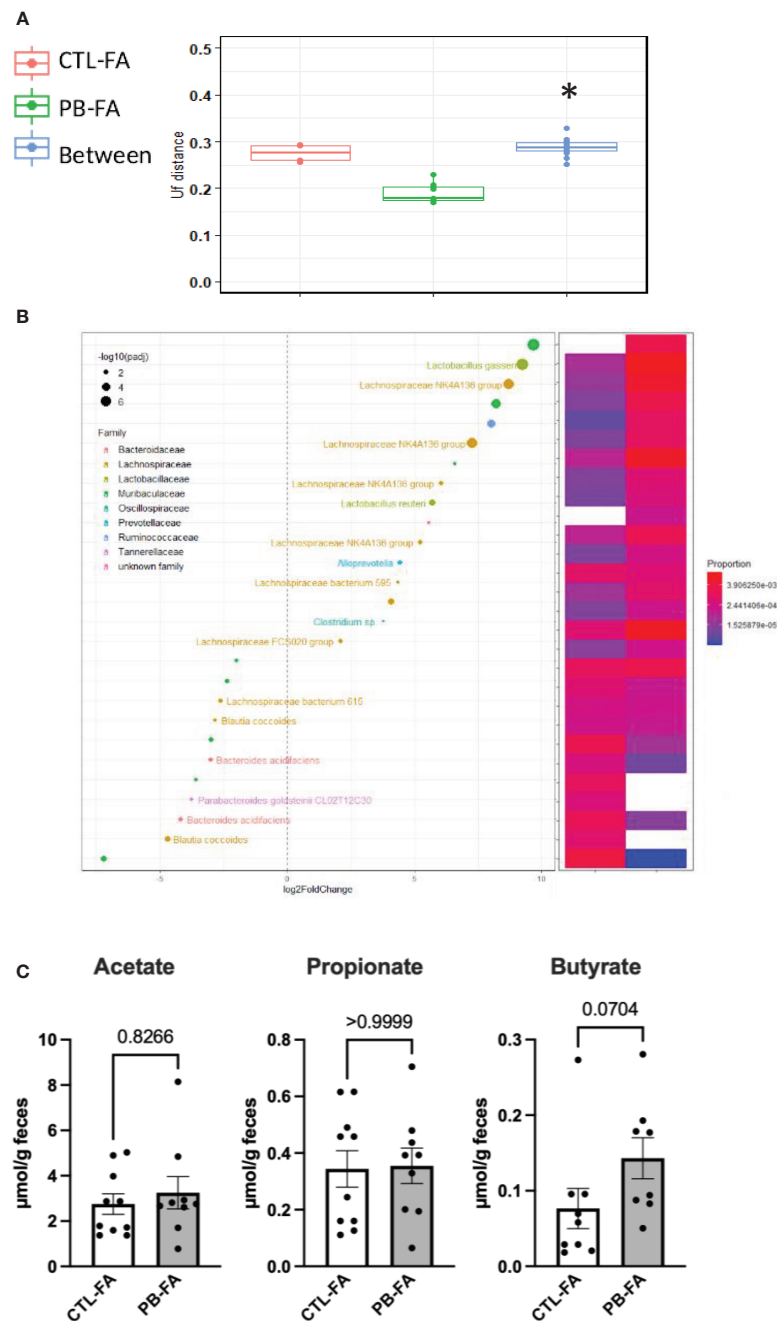 A
CTL-FA
PB-FA
Between
Uf distance
0.5
0.4
0.3
0.2
0.1
0.0
*
B
-log10(padj)
2
4
6
Family
Bacteroidaceae
Lachnospiraceae
Lactobacillaceae
Muribaculaceae
Oscillospiraceae
Prevotellaceae
Ruminococcaceae
Tannerellaceae
unknown family
Lactobacillus gasseri
Lachnospiraceae NK4A136 group
Lachnospiraceae NK4A136 group
Lachnospiraceae NK4A136 group
Lactobacillus reuteri
Lachnospiraceae NK4A136 group
Alloprevotella
Lachnospiraceae bacterium 585
Clostridium sp
Lachnospiraceae FCS020 group
Lachnospiraceae bacterium 615
Blautia coccoides
Bacteroides acidifaciens
Parabacteroides goldsteinii CL02T12C30
Bacteroides acidifaciens
Blautia coccoides
-5
0
5
10
log2FoldChange
Proportion
3.906250e-03
2.441406e-04
1.525879e-05
C
Acetate
0.8266
µmol/g feces
10
8
6
4
2
0
CTL-FA
PB-FA
Propionate
>0.9999
µmol/g feces
0.8
0.6
0.4
0.2
0.0
CTL-FA
PB-FA
Butyrate
0.0704
µmol/g feces
0.3
0.2
0.1
0.0
CTL-FA
PB-FA